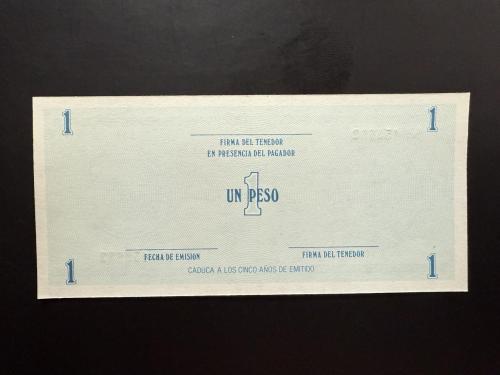 1
1
FIRMA DEL TENEDOR
EN PRESENCIA DEL PAGADOR
1
UN PESO
FECHA DE EMISION
FIRMA DEL TENEDOR
1
CADUCA A LOS CINCO AÑOS DE EMITIDO
1